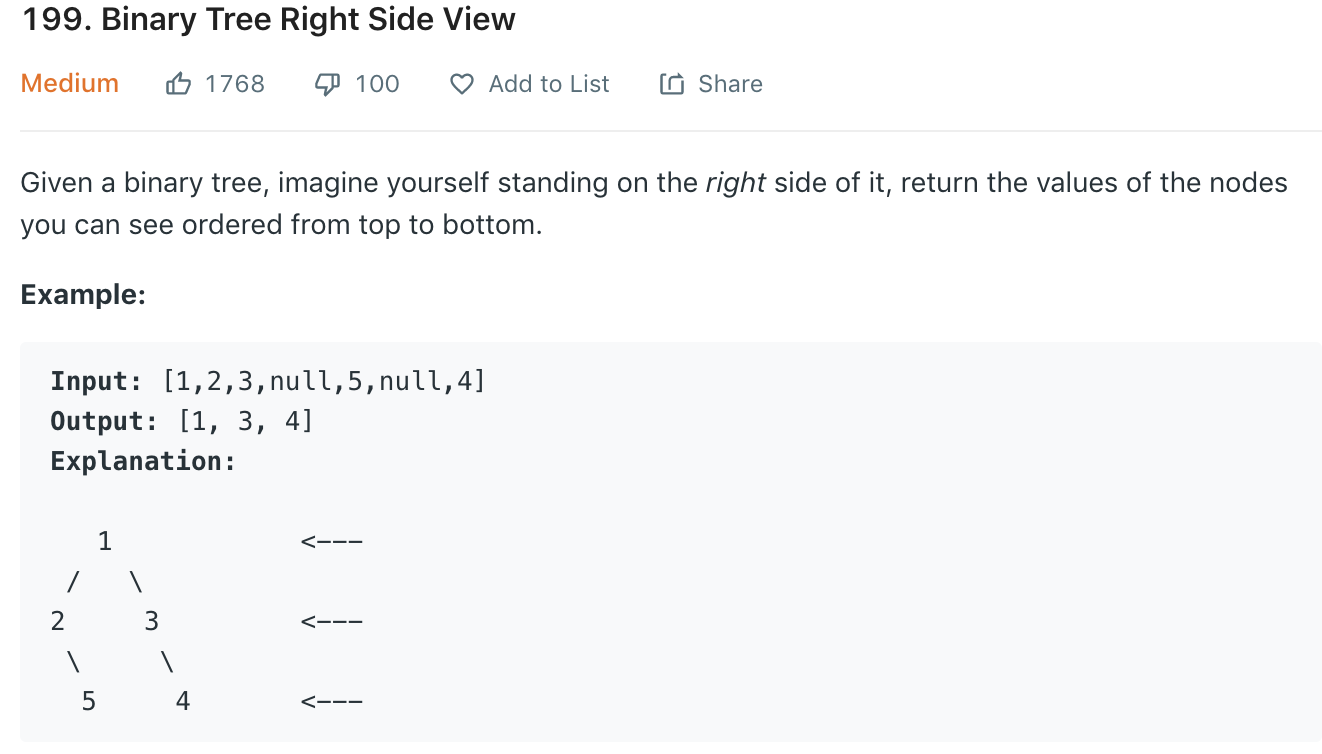 199. Binary Tree Right Side View
Medium 1768 100 Add to List Share
Given a binary tree, imagine yourself standing on the right side of it, return the values of the nodes
you can see ordered from top to bottom.
Example:
Input: [1,2,3,null,5,null,4]
Output: [1, 3, 4]
Explanation:
   1            <---
 /   \
2     3         <---
 \     \
  5     4       <---